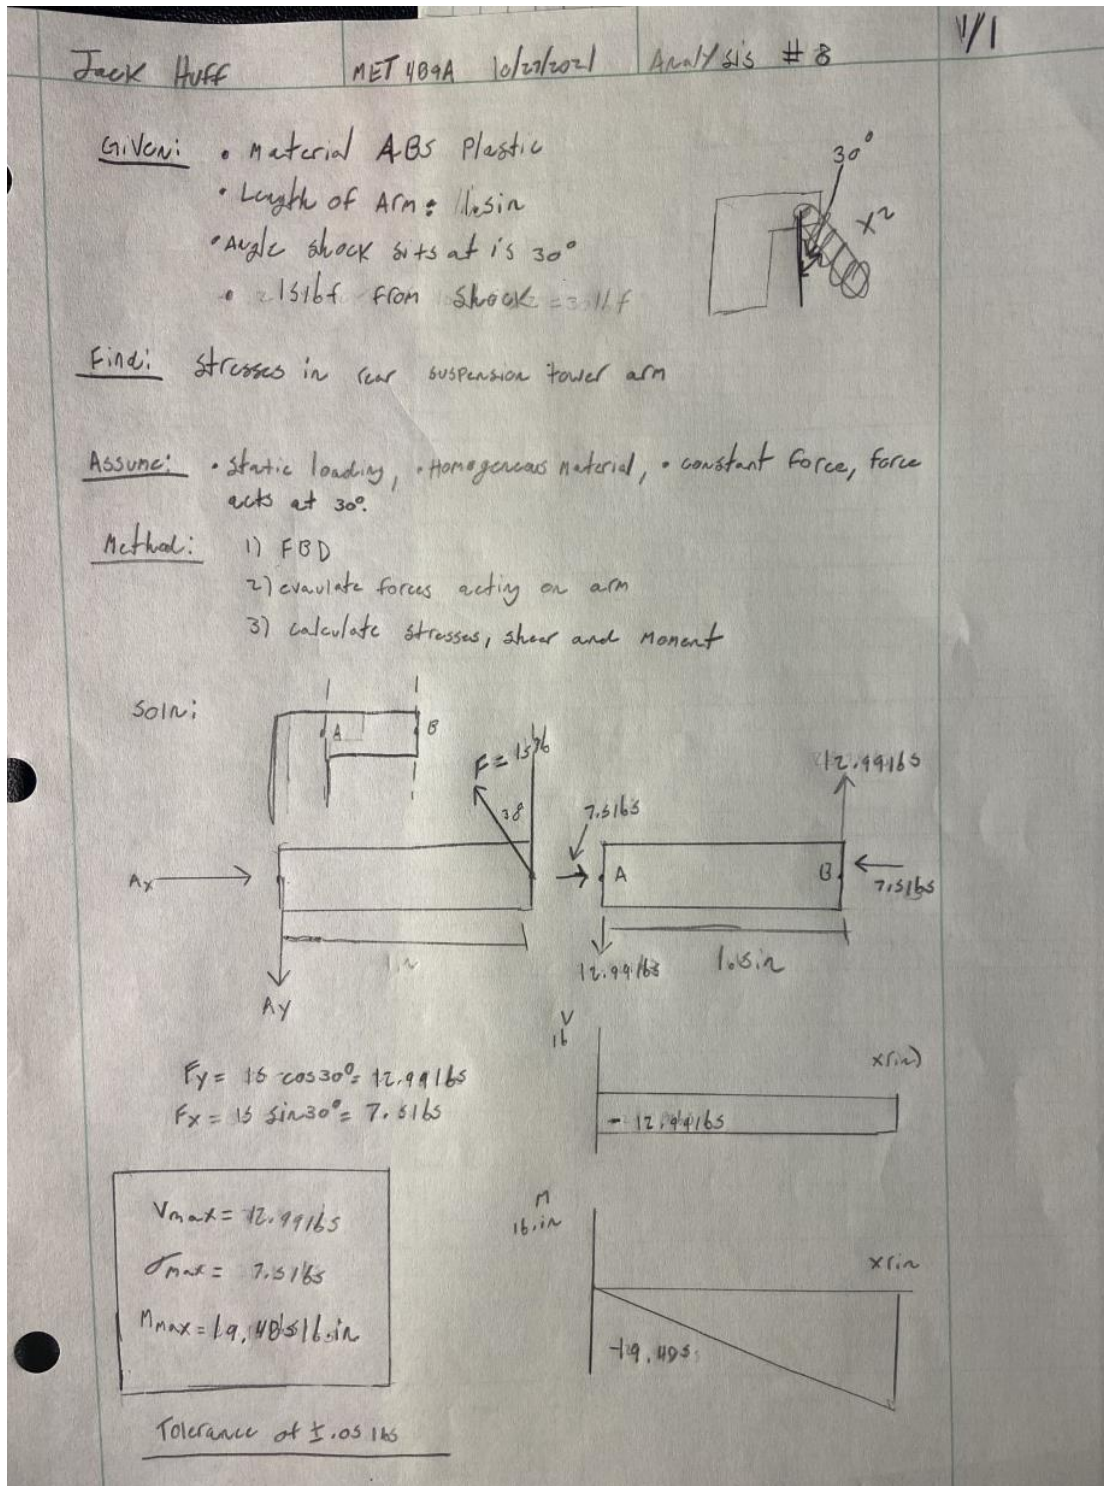 Jack Huff MET 489A 10/27/2021 Analysis #8 1/1
Given: • Material ABS Plastic
• Length of Arm: 1.5in
• Angle shock sits at is 30°
• 15lbf from shock
30°
x2
Find: Stresses in rear suspension tower arm
Assume: • Static loading, • Homogeneous Material, • constant force, force
acts at 30°.
Method: 1) FBD
2) evaulate forces acting on arm
3) calculate stresses, shear and Moment
Soln:
A B
F = 15lb
30
Ax
Ay
7.5lbs
12.99lbs
A B
7.5lbs
12.99lbs 1.5in
Fy = 15 cos30° = 12.99lbs
Fx = 15 sin30° = 7.5lbs
V
lb
x(in)
-12.99lbs
M
lb.in
x(in
-19.485
Vmax = 12.99lbs
σmax = 7.5lbs
Mmax = 19.485lb.in
Tolerance of ±.05 lbs